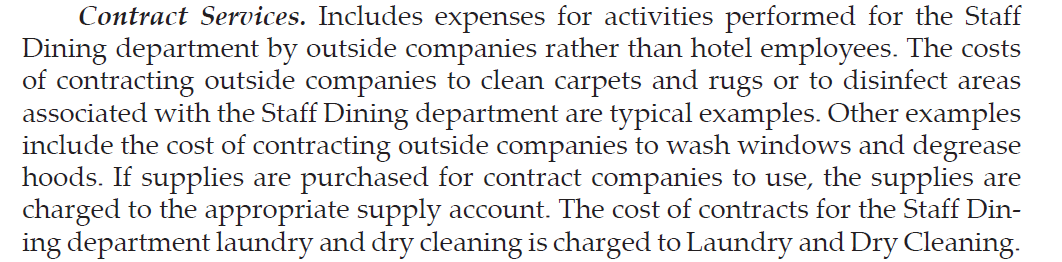 Contract Services. Includes expenses for activities performed for the Staff
Dining department by outside companies rather than hotel employees. The costs
of contracting outside companies to clean carpets and rugs or to disinfect areas
associated with the Staff Dining department are typical examples. Other examples
include the cost of contracting outside companies to wash windows and degrease
hoods. If supplies are purchased for contract companies to use, the supplies are
charged to the appropriate supply account. The cost of contracts for the Staff Din-
ing department laundry and dry cleaning is charged to Laundry and Dry Cleaning.